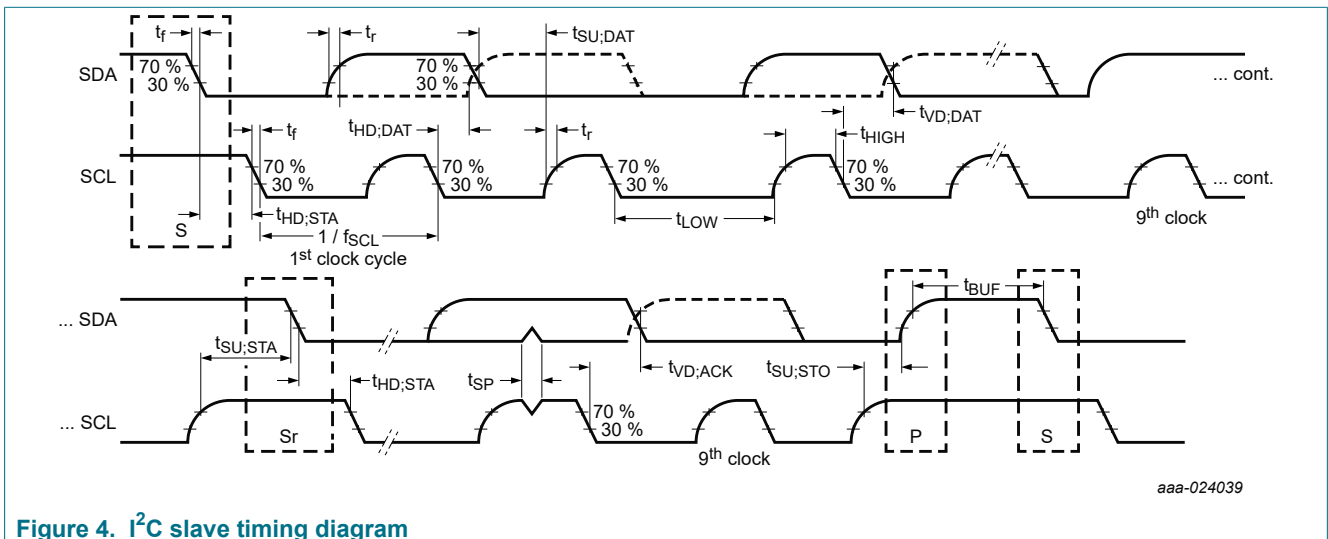 tf tr tSU;DAT
SDA 70 % 30 % 70 % 30 % ... cont.
tf tHD;DAT tr tHIGH tVD;DAT
SCL 70 % 30 % 70 % 30 % 70 % 30 % 70 % 30 % ... cont.
S tHD;STA tLOW 9th clock
1 / fSCL
1st clock cycle
tBUF
... SDA
tSU;STA tHD;STA tSP tVD;ACK tSU;STO
... SCL 70 % 30 %
Sr P S
9th clock
aaa-024039
Figure 4. I2C slave timing diagram